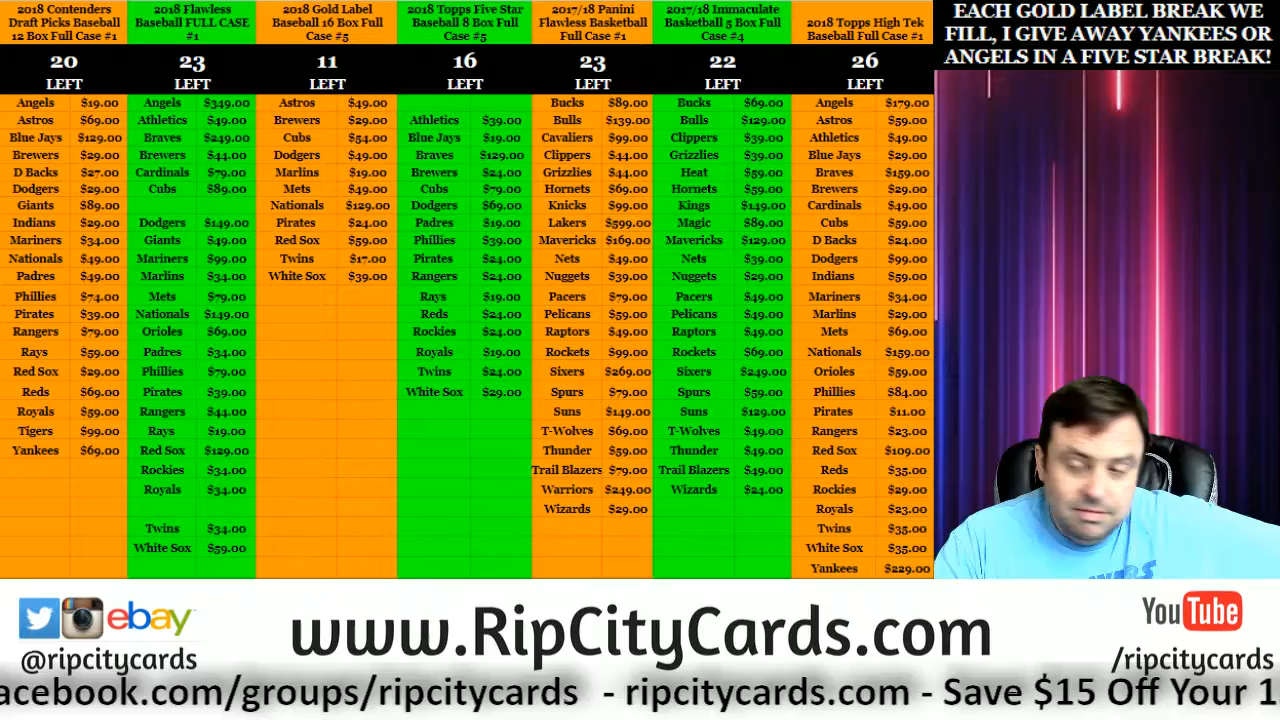 2018 Contenders
Draft Picks Baseball
12 Box Full Case #1
20
LEFT
Angels $19.00
Astros $69.00
Blue Jays $129.00
Brewers $29.00
D Backs $27.00
Dodgers $29.00
Giants $89.00
Indians $29.00
Mariners $34.00
Nationals $49.00
Padres $49.00
Phillies $74.00
Pirates $39.00
Rangers $79.00
Rays $59.00
Red Sox $29.00
Reds $69.00
Royals $59.00
Tigers $99.00
Yankees $69.00
2018 Flawless
Baseball FULL CASE
#1
23
LEFT
Angels $349.00
Athletics $49.00
Braves $249.00
Brewers $44.00
Cardinals $79.00
Cubs $89.00
Dodgers $149.00
Giants $49.00
Mariners $99.00
Marlins $34.00
Mets $79.00
Nationals $149.00
Orioles $69.00
Padres $34.00
Phillies $79.00
Pirates $39.00
Rangers $44.00
Rays $19.00
Red Sox $129.00
Rockies $34.00
Royals $34.00
Twins $34.00
White Sox $59.00
2018 Gold Label
Baseball 16 Box Full
Case #5
11
LEFT
Astros $49.00
Brewers $29.00
Cubs $54.00
Dodgers $49.00
Marlins $19.00
Mets $49.00
Nationals $129.00
Pirates $24.00
Red Sox $59.00
Twins $17.00
White Sox $39.00
2018 Topps Five Star
Baseball 8 Box Full
Case #5
16
LEFT
Athletics $39.00
Blue Jays $19.00
Braves $129.00
Brewers $24.00
Cubs $79.00
Dodgers $69.00
Padres $19.00
Phillies $39.00
Pirates $24.00
Rangers $24.00
Rays $19.00
Reds $24.00
Rockies $24.00
Royals $19.00
Twins $24.00
White Sox $29.00
2017/18 Panini
Flawless Basketball
Full Case #1
23
LEFT
Bucks $89.00
Bulls $139.00
Cavaliers $99.00
Clippers $44.00
Grizzlies $44.00
Hornets $69.00
Knicks $99.00
Lakers $599.00
Mavericks $169.00
Nets $49.00
Nuggets $39.00
Pacers $79.00
Pelicans $59.00
Raptors $49.00
Rockets $99.00
Sixers $269.00
Spurs $79.00
Suns $149.00
T-Wolves $69.00
Thunder $59.00
Trail Blazers $79.00
Warriors $249.00
Wizards $29.00
2017/18 Immaculate
Basketball 5 Box Full
Case #4
22
LEFT
Bucks $69.00
Bulls $129.00
Clippers $39.00
Grizzlies $39.00
Heat $59.00
Hornets $59.00
Kings $149.00
Magic $89.00
Mavericks $129.00
Nets $39.00
Nuggets $29.00
Pacers $49.00
Pelicans $49.00
Raptors $49.00
Rockets $69.00
Sixers $249.00
Spurs $59.00
Suns $129.00
T-Wolves $49.00
Thunder $49.00
Trail Blazers $49.00
Wizards $24.00
2018 Topps High Tek
Baseball Full Case #1
26
LEFT
Angels $179.00
Astros $59.00
Athletics $49.00
Blue Jays $29.00
Braves $159.00
Brewers $29.00
Cardinals $49.00
Cubs $59.00
D Backs $24.00
Dodgers $99.00
Indians $59.00
Mariners $34.00
Marlins $29.00
Mets $69.00
Nationals $159.00
Orioles $59.00
Phillies $84.00
Pirates $11.00
Rangers $23.00
Red Sox $109.00
Reds $35.00
Rockies $29.00
Royals $23.00
Twins $35.00
White Sox $35.00
Yankees $229.00
EACH GOLD LABEL BREAK WE
FILL, I GIVE AWAY YANKEES OR
ANGELS IN A FIVE STAR BREAK!
ebay
@ripcitycards
www.RipCityCards.com
YouTube
/ripcitycards
acebook.com/groups/ripcitycards - ripcitycards.com - Save $15 Off Your 1